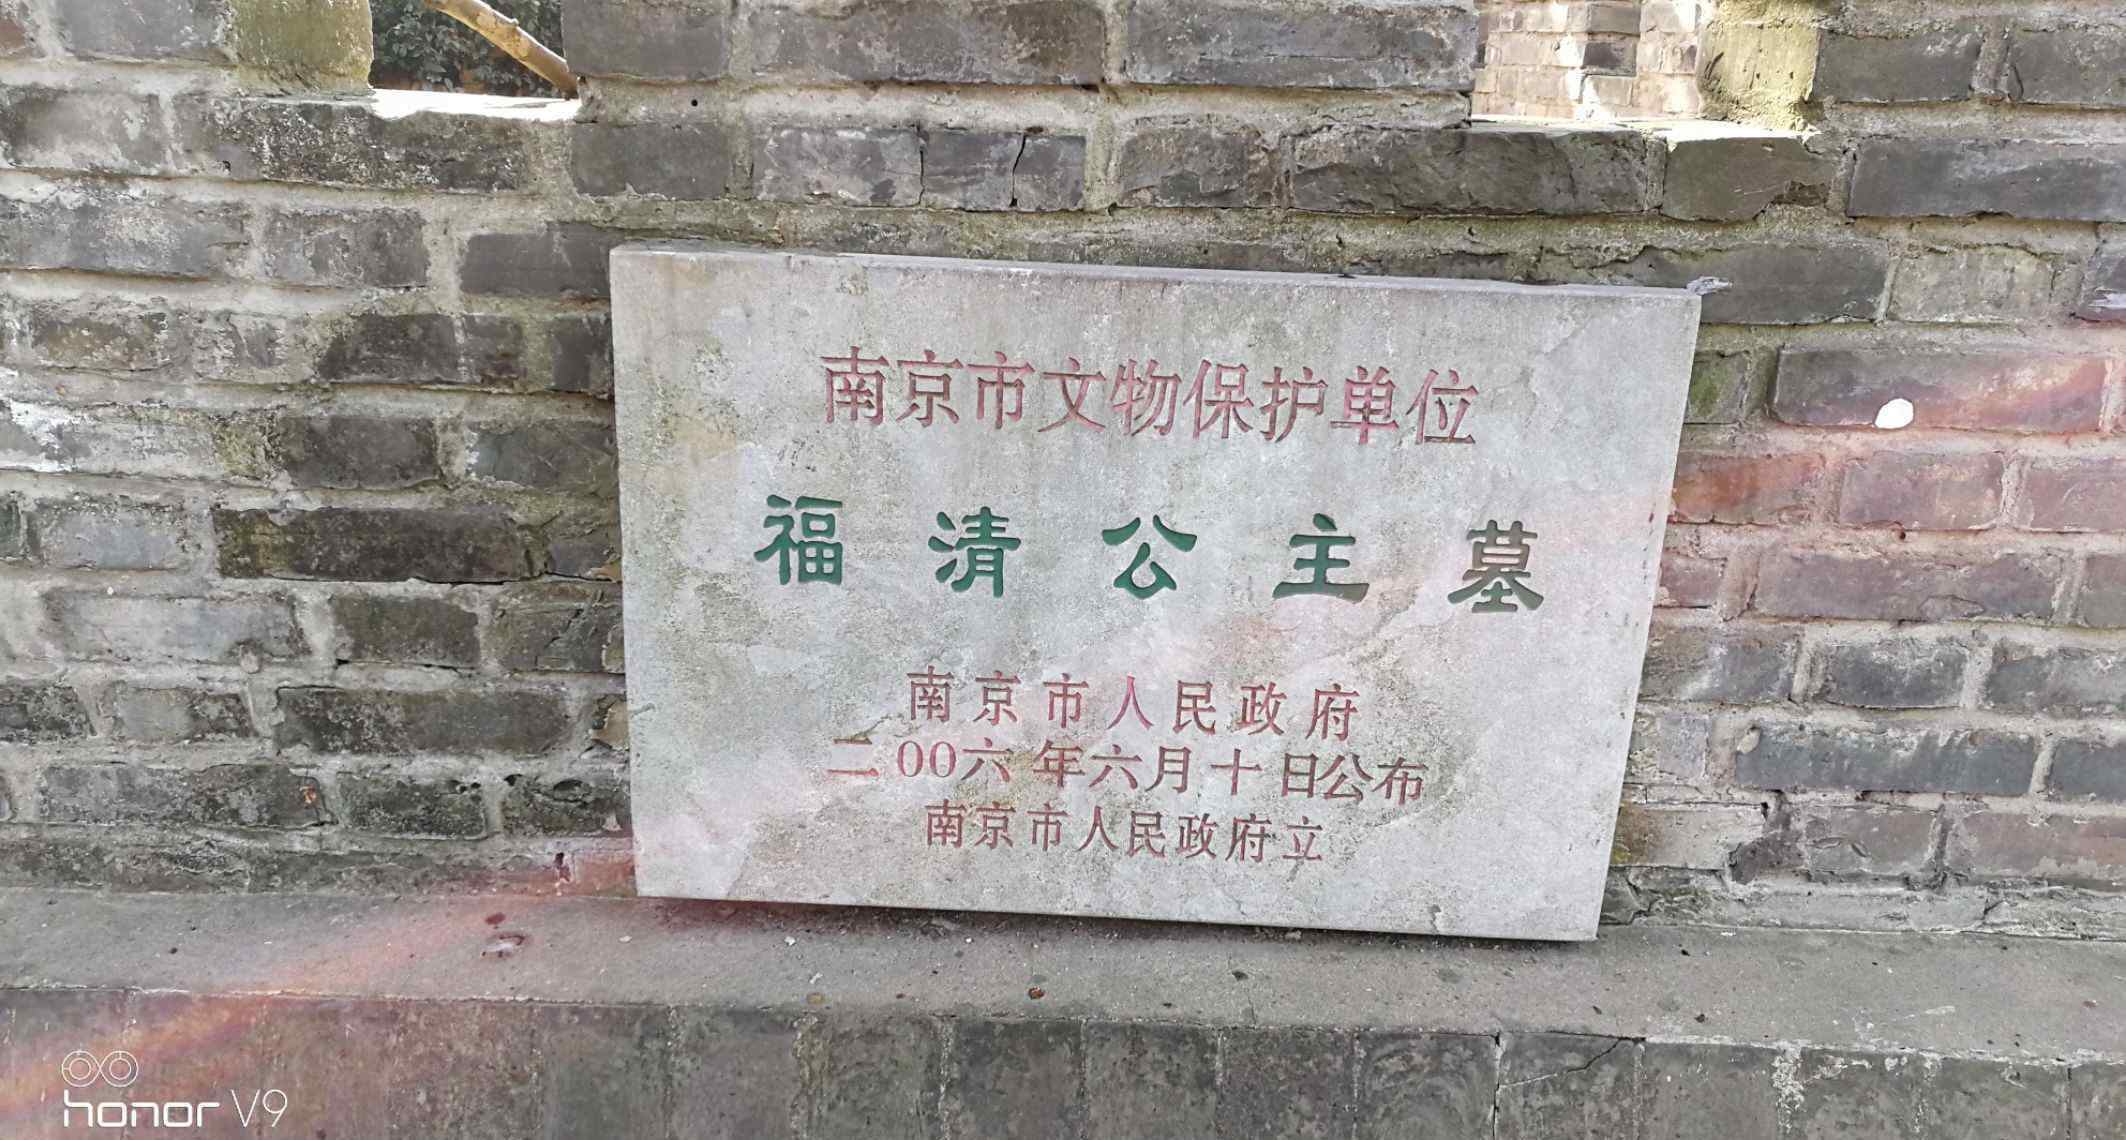 南京市文物保护单位
福清公主墓
南京市人民政府
二00六年六月十日公布
南京市人民政府立
honor V9